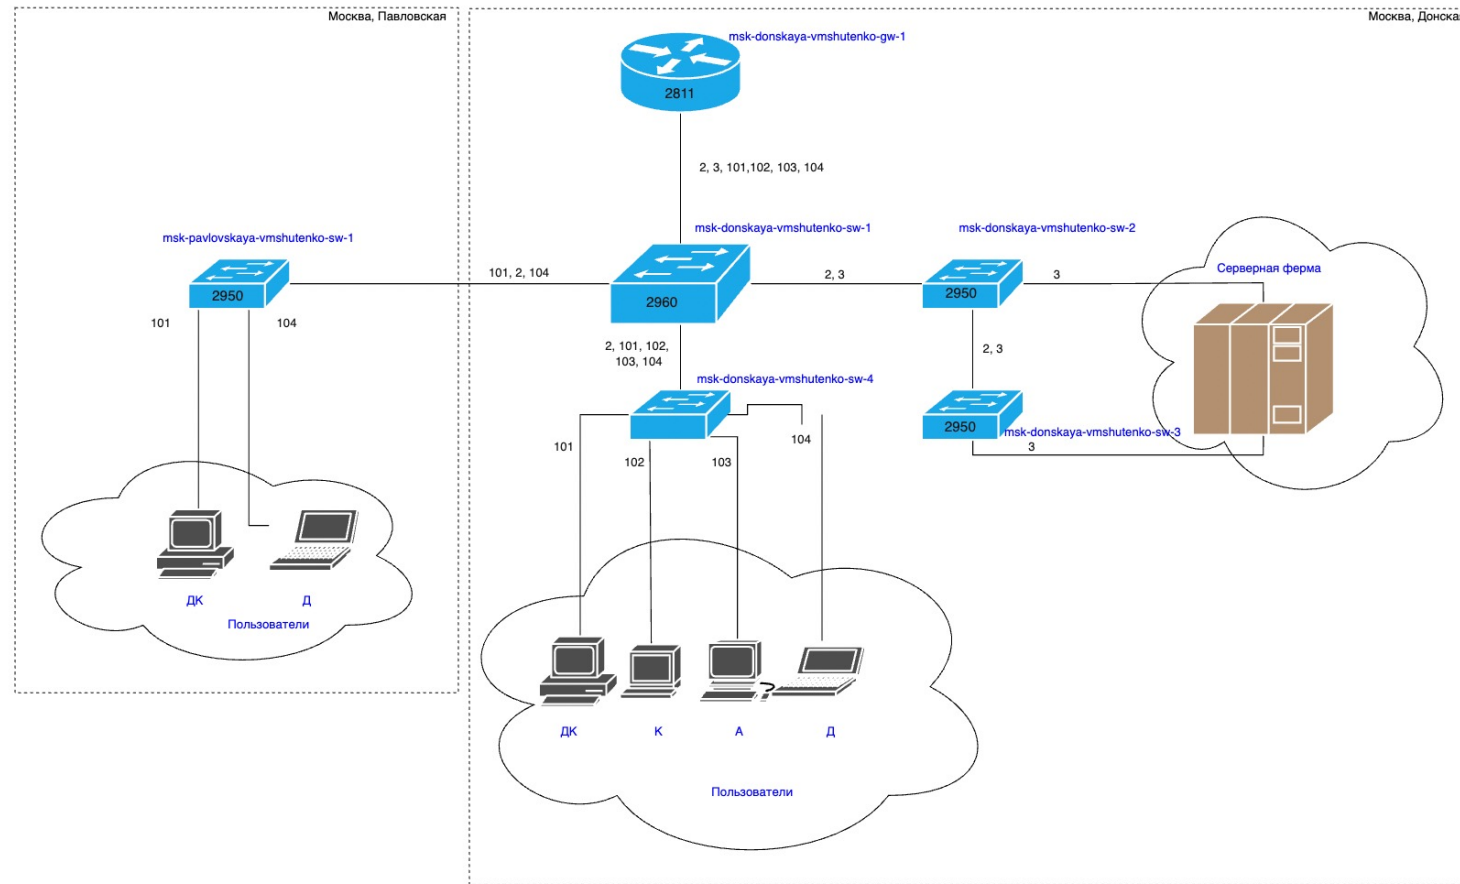 Москва, Павловская
Москва, Донска
msk-donskaya-vmshutenko-gw-1
2811
2, 3, 101,102, 103, 104
msk-pavlovskaya-vmshutenko-sw-1
msk-donskaya-vmshutenko-sw-1
msk-donskaya-vmshutenko-sw-2
2950
101, 2, 104
2960
2, 3
2950
3
Серверная ферма
101
104
2, 101, 102,
103, 104
2, 3
msk-donskaya-vmshutenko-sw-4
2950
msk-donskaya-vmshutenko-sw-3
3
101
102
103
104
ДК
Д
Пользователи
ДК
К
А
Д
Пользователи